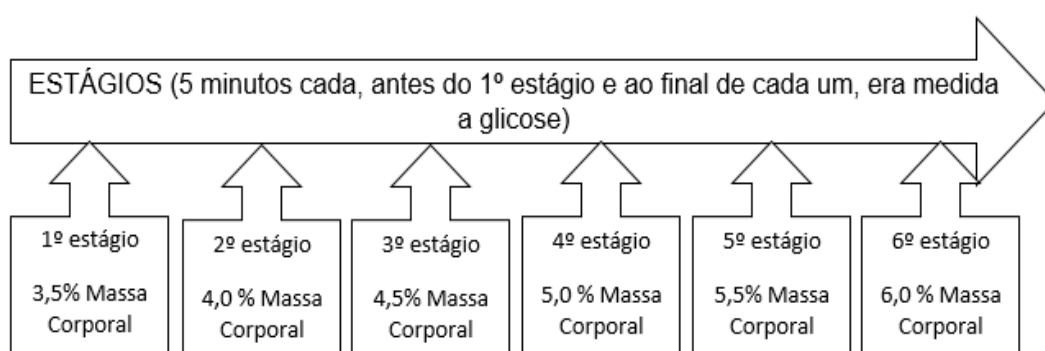 ESTÁGIOS (5 minutos cada, antes do 1º estágio e ao final de cada um, era medida
a glicose)
1º estágio
3,5% Massa
Corporal
2º estágio
4,0 % Massa
Corporal
3º estágio
4,5% Massa
Corporal
4º estágio
5,0 % Massa
Corporal
5º estágio
5,5% Massa
Corporal
6º estágio
6,0 % Massa
Corporal